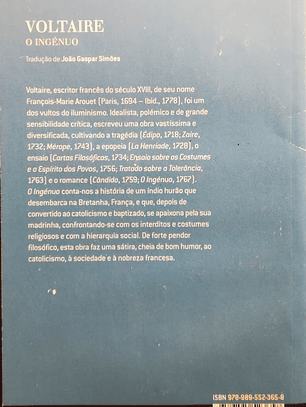 VOLTAIRE
O INGÉNUO
Tradução de João Gaspar Simões
Voltaire, escritor francês do século XVIII, de seu nome
François-Marie Arouet (Paris, 1694 – Ibid., 1778), foi um
dos vultos do iluminismo. Idealista, polémico e de grande
sensibilidade crítica, escreveu uma obra vastíssima e
diversificada, cultivando a tragédia (Édipo, 1718; Zaire,
1732; Mérope, 1743), a epopeia (La Henriade, 1728), o
ensaio (Cartas Filosóficas, 1734; Ensaio sobre os Costumes
e o Espírito dos Povos, 1756; Tratado sobre a Tolerância,
1763) e o romance (Cândido, 1759; O Ingénuo, 1767).
O Ingénuo conta-nos a história de um índio hurão que
desembarca na Bretanha, França, e que, depois de
convertido ao catolicismo e baptizado, se apaixona pela sua
madrinha, confrontando-se com os interditos e costumes
religiosos e com a hierarquia social. De forte pendor
filosófico, esta obra faz uma sátira, cheia de bom humor, ao
catolicismo, à sociedade e à nobreza francesa.
ISBN 978-989-552-365-8